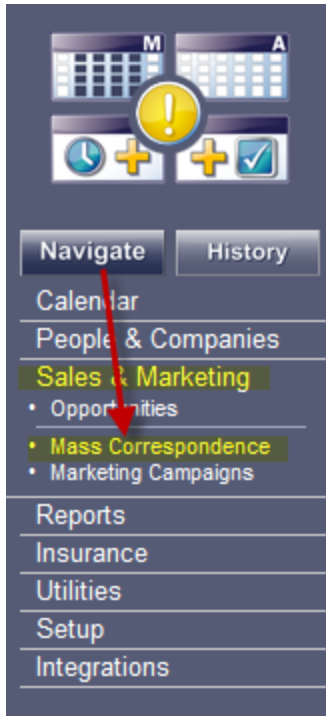 M A
Navigate History
Calendar
People & Companies
Sales & Marketing
• Opportunities
• Mass Correspondence
• Marketing Campaigns
Reports
Insurance
Utilities
Setup
Integrations